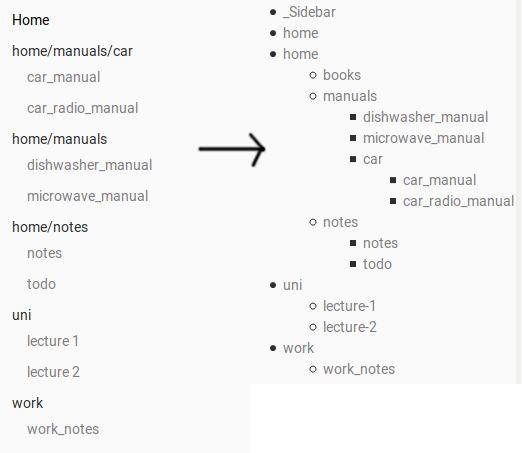 Home
home/manuals/car
car_manual
car_radio_manual
home/manuals
dishwasher_manual
microwave_manual
home/notes
notes
todo
uni
lecture 1
lecture 2
work
work_notes
_Sidebar
home
home
books
manuals
dishwasher_manual
microwave_manual
car
car_manual
car_radio_manual
notes
notes
todo
uni
lecture-1
lecture-2
work
work_notes